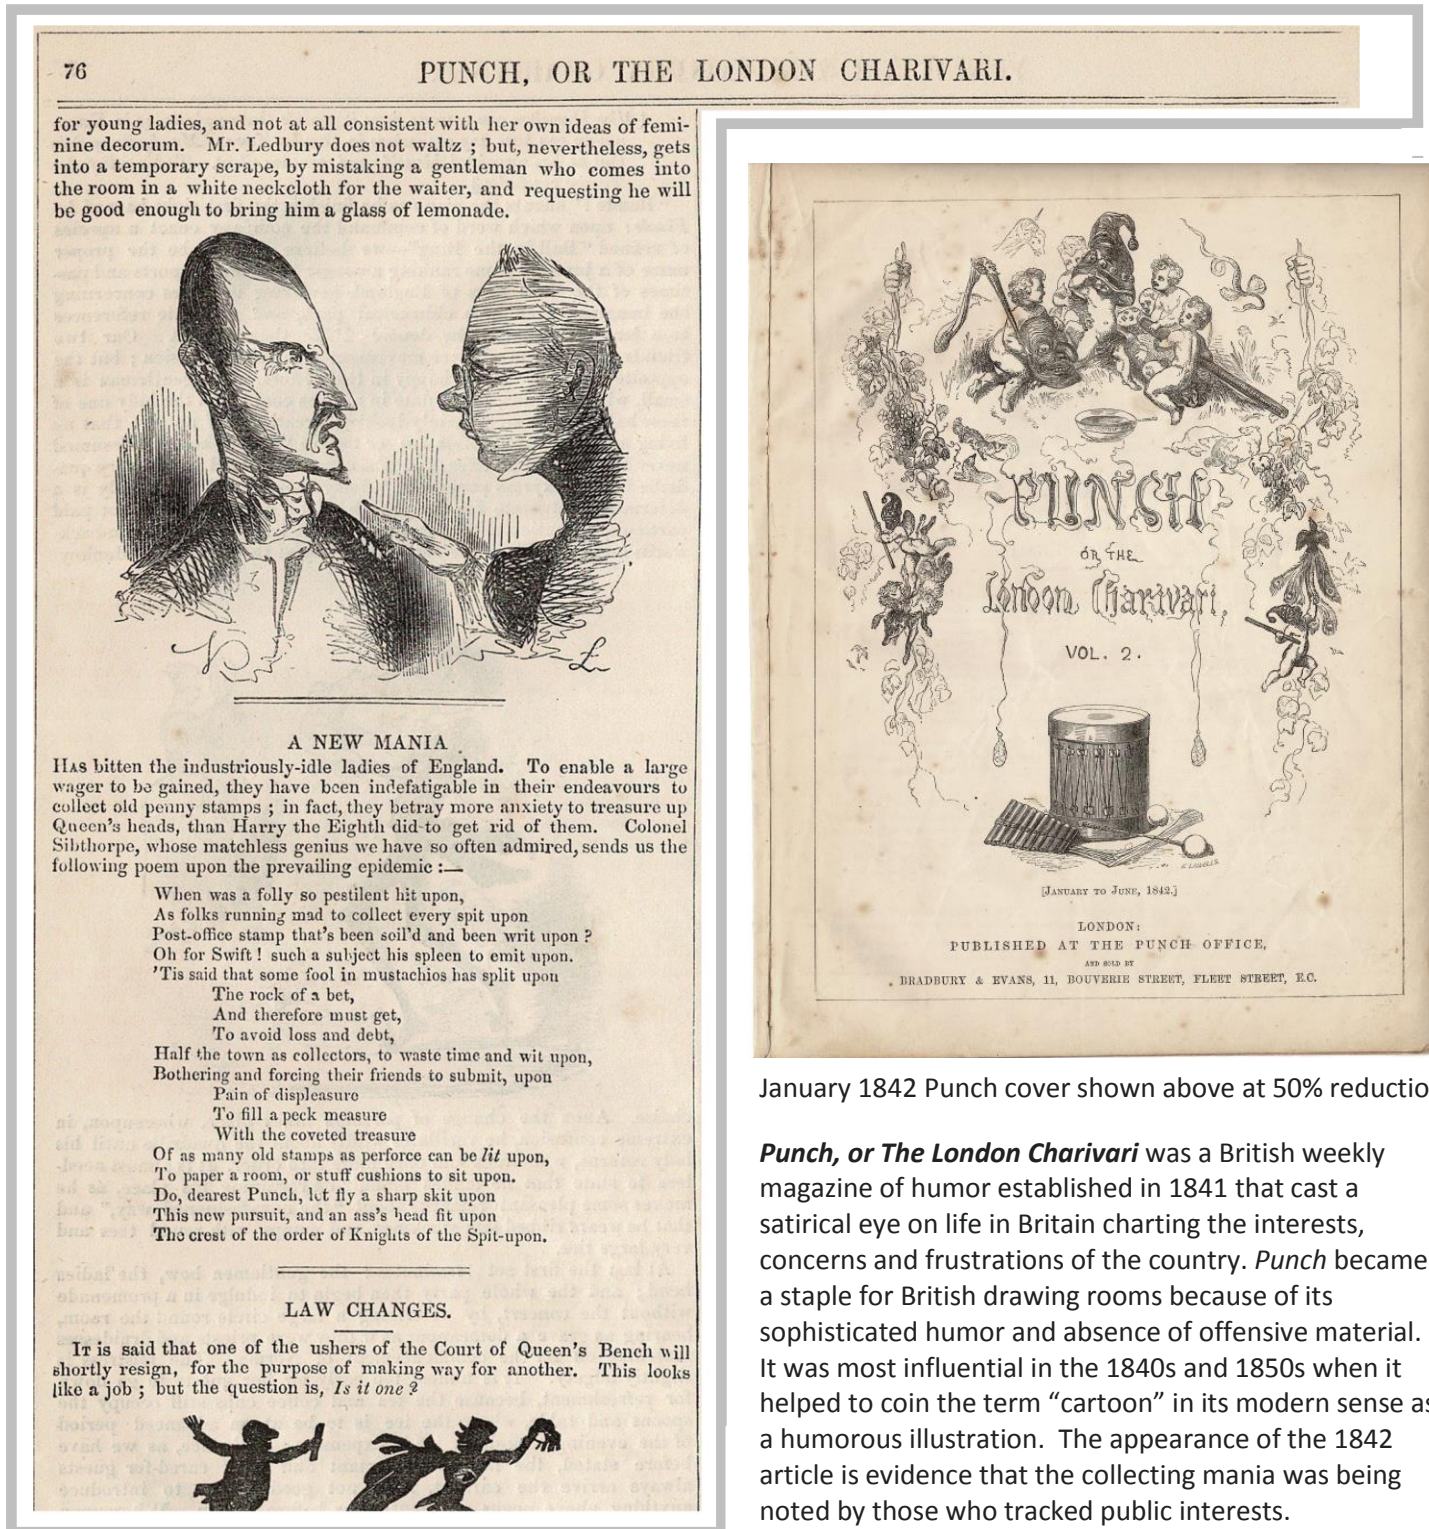 76
PUNCH, OR THE LONDON CHARIVARI.
for young ladies, and not at all consistent with her own ideas of femi-
nine decorum. Mr. Ledbury does not waltz ; but, nevertheless, gets
into a temporary scrape, by mistaking a gentleman who comes into
the room in a white neckcloth for the waiter, and requesting he will
be good enough to bring him a glass of lemonade.
L
A NEW MANIA
HAS bitten the industriously-idle ladies of England. To enable a large
wager to be gained, they have been indefatigable in their endeavours to
collect old penny stamps ; in fact, they betray more anxiety to treasure up
Queen's heads, than Harry the Eighth did to get rid of them. Colonel
Sibthorpe, whose matchless genius we have so often admired, sends us the
following poem upon the prevailing epidemic :—
When was a folly so pestilent hit upon,
As folks running mad to collect every spit upon
Post-office stamp that's been soil'd and been writ upon ?
Oh for Swift ! such a subject his spleen to emit upon.
'Tis said that some fool in mustachios has split upon
The rock of a bet,
And therefore must get,
To avoid loss and debt,
Half the town as collectors, to waste time and wit upon,
Bothering and forcing their friends to submit, upon
Pain of displeasure
To fill a peck measure
With the coveted treasure
Of as many old stamps as perforce can be lit upon,
To paper a room, or stuff cushions to sit upon.
Do, dearest Punch, let fly a sharp skit upon
This new pursuit, and an ass's head fit upon
The crest of the order of Knights of the Spit-upon.
LAW CHANGES.
IT is said that one of the ushers of the Court of Queen's Bench will
shortly resign, for the purpose of making way for another. This looks
like a job ; but the question is, Is it one ?
PUNCH
OR THE
London Charivari,
VOL. 2.
[JANUARY TO JUNE, 1842.]
LONDON:
PUBLISHED AT THE PUNCH OFFICE,
AND SOLD BY
BRADBURY & EVANS, 11, BOUVERIE STREET, FLEET STREET, E.C.
January 1842 Punch cover shown above at 50% reductio
Punch, or The London Charivari was a British weekly
magazine of humor established in 1841 that cast a
satirical eye on life in Britain charting the interests,
concerns and frustrations of the country. Punch became
a staple for British drawing rooms because of its
sophisticated humor and absence of offensive material.
It was most influential in the 1840s and 1850s when it
helped to coin the term “cartoon” in its modern sense as
a humorous illustration. The appearance of the 1842
article is evidence that the collecting mania was being
noted by those who tracked public interests.